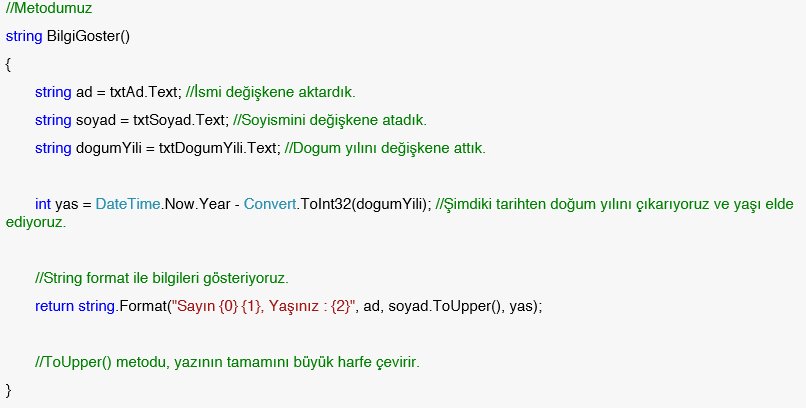 //Metodumuz
string BilgiGoster()
{
string ad = txtAd.Text; //İsmi değişkene aktardık.
string soyad = txtSoyad.Text; //Soyismini değişkene atadık.
string dogumYili = txtDogumYili.Text; //Dogum yılını değişkene attık.
int yas = DateTime.Now.Year - Convert.ToInt32(dogumYili); //Şimdiki tarihten doğum yılını çıkarıyoruz ve yaşı elde
ediyoruz.
//String format ile bilgileri gösteriyoruz.
return string.Format("Sayın {0} {1}, Yaşınız : {2}", ad, soyad.ToUpper(), yas);
//ToUpper() metodu, yazının tamamını büyük harfe çevirir.
}